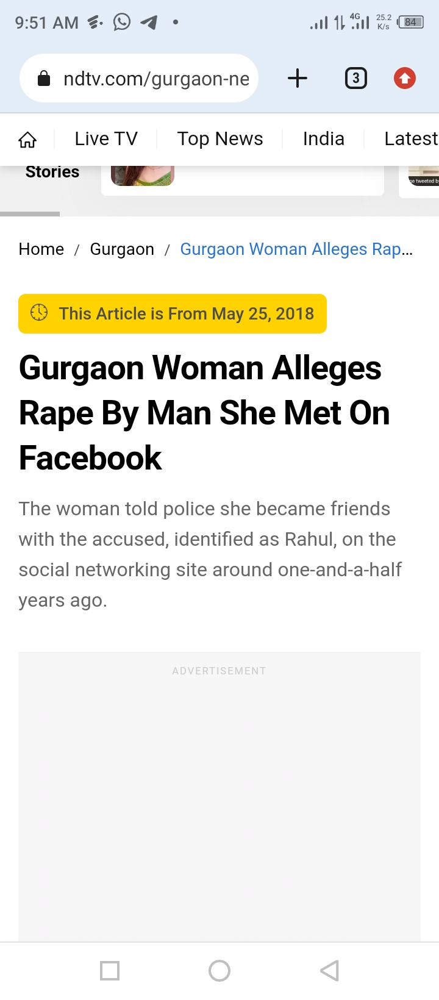 9:51 AM
4G
25.2
K/s
84
ndtv.com/gurgaon-ne
3
Live TV
Top News
India
Latest
Stories
ge tweeted b
Home / Gurgaon / Gurgaon Woman Alleges Rap...
This Article is From May 25, 2018
Gurgaon Woman Alleges
Rape By Man She Met On
Facebook
The woman told police she became friends
with the accused, identified as Rahul, on the
social networking site around one-and-a-half
years ago.
ADVERTISEMENT